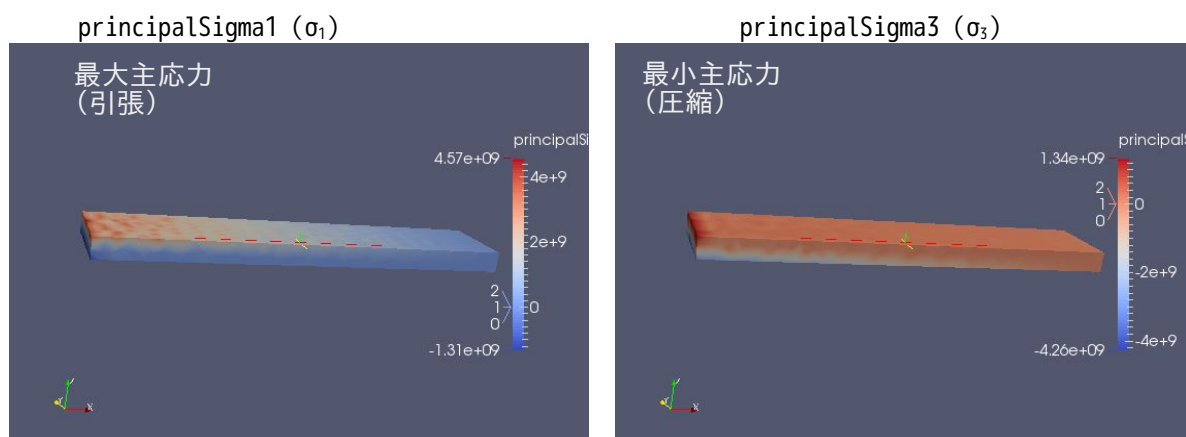 principalSigma1 (σ₁)
最大主応力
（引張）
principalSi
4.57e+09
4e+9
2e+9
2
1
0
0
-1.31e+09
y
X
principalSigma3 (σ₃)
最小主応力
（圧縮）
principalS
1.34e+09
2
1
0
0
-2e+9
-4e+9
-4.26e+09
X